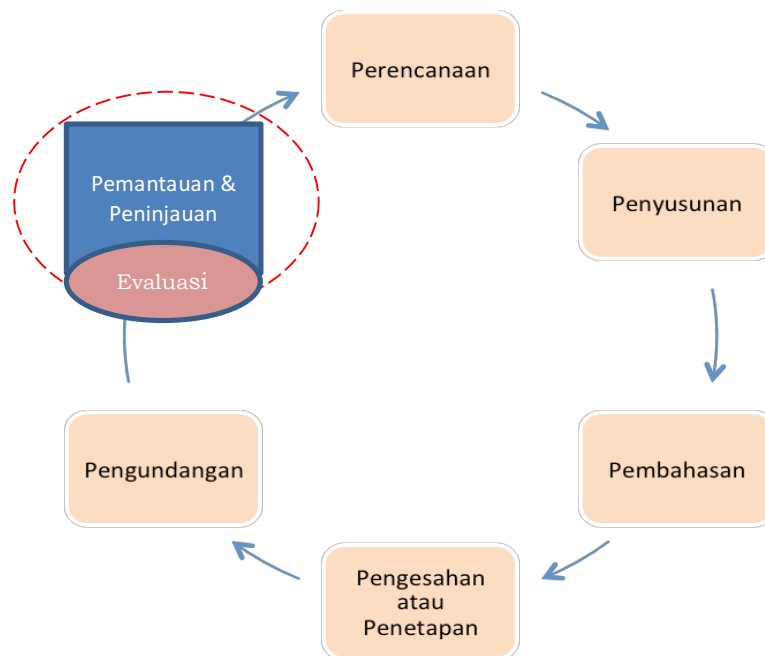 Perencanaan
Penyusunan
Pembahasan
Pengesahan
atau
Penetapan
Pengundangan
Pemantauan &
Peninjauan
Evaluasi